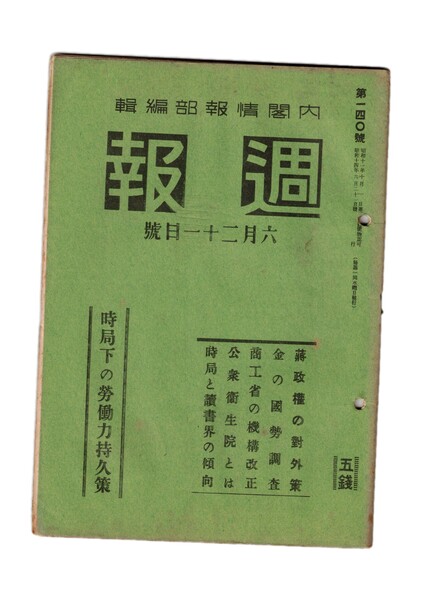 内閣情報部編輯
週報
六月二十一日號
第一四〇號
蔣政權の對外策
金の國勢調査
商工省の機構改正
公衆衞生院とは
時局と讀書界の傾向
時局下の勞働力持久策
五錢